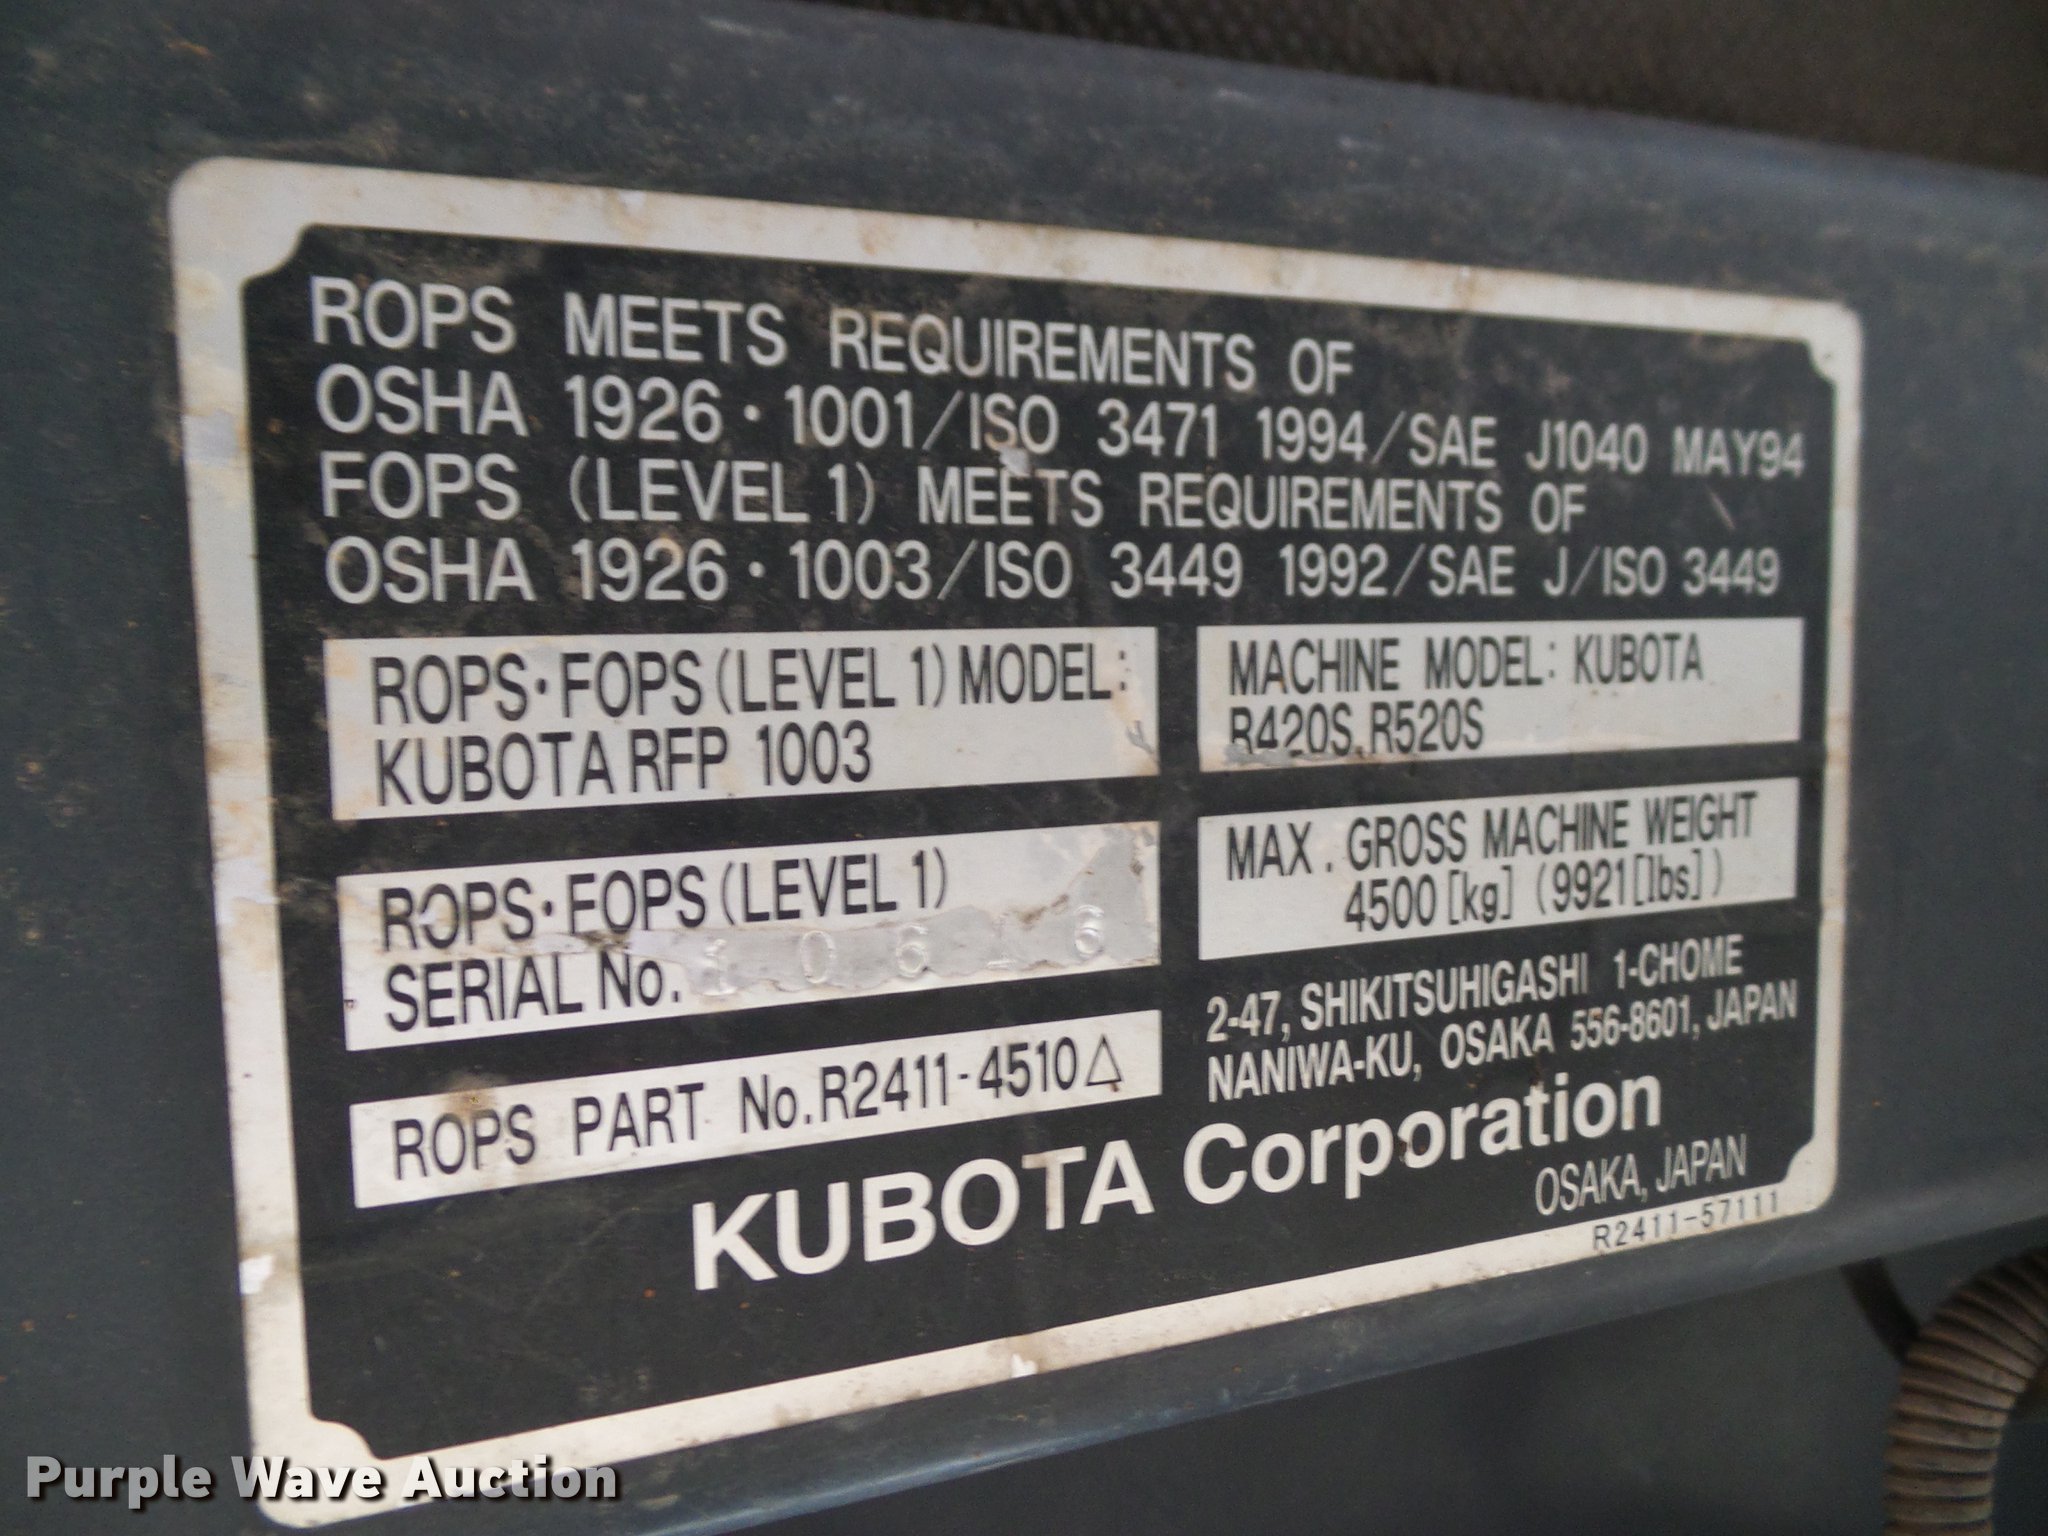 ROPS MEETS REQUIREMENTS OF
OSHA 1926・1001/ISO 3471 1994/SAE J1040 MAY94
FOPS (LEVEL 1) MEETS REQUIREMENTS OF
OSHA 1926・1003/ISO 3449 1992/SAE J/ISO 3449
ROPS・FOPS(LEVEL 1)MODEL:
KUBOTA RFP 1003
ROPS・FOPS(LEVEL 1)
SERIAL No.
ROPS PART No.R2411-4510△
MACHINE MODEL: KUBOTA
R420S,R520S
MAX. GROSS MACHINE WEIGHT
4500[kg] (9921[lbs])
2-47, SHIKITSUHIGASHI 1-CHOME
NANIWA-KU, OSAKA 556-8601, JAPAN
KUBOTA Corporation
OSAKA, JAPAN
R2411-57111
Purple Wave Auction